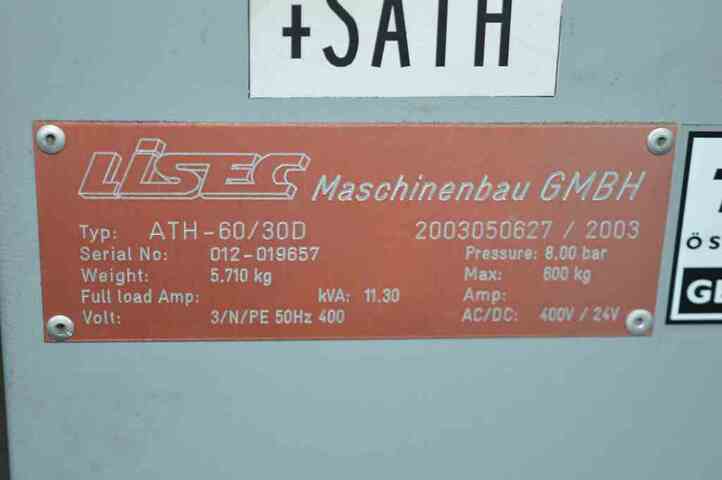 +SATH
LiSEC Maschinenbau GMBH
Typ: ATH-60/30D 2003050627 / 2003
Serial No: 012-019657 Pressure: 8,00 bar
Weight: 5,710 kg Max: 600 kg
Full load Amp: kVA: 11.30 Amp:
Volt: 3/N/PE 50Hz 400 AC/DC: 400V / 24V